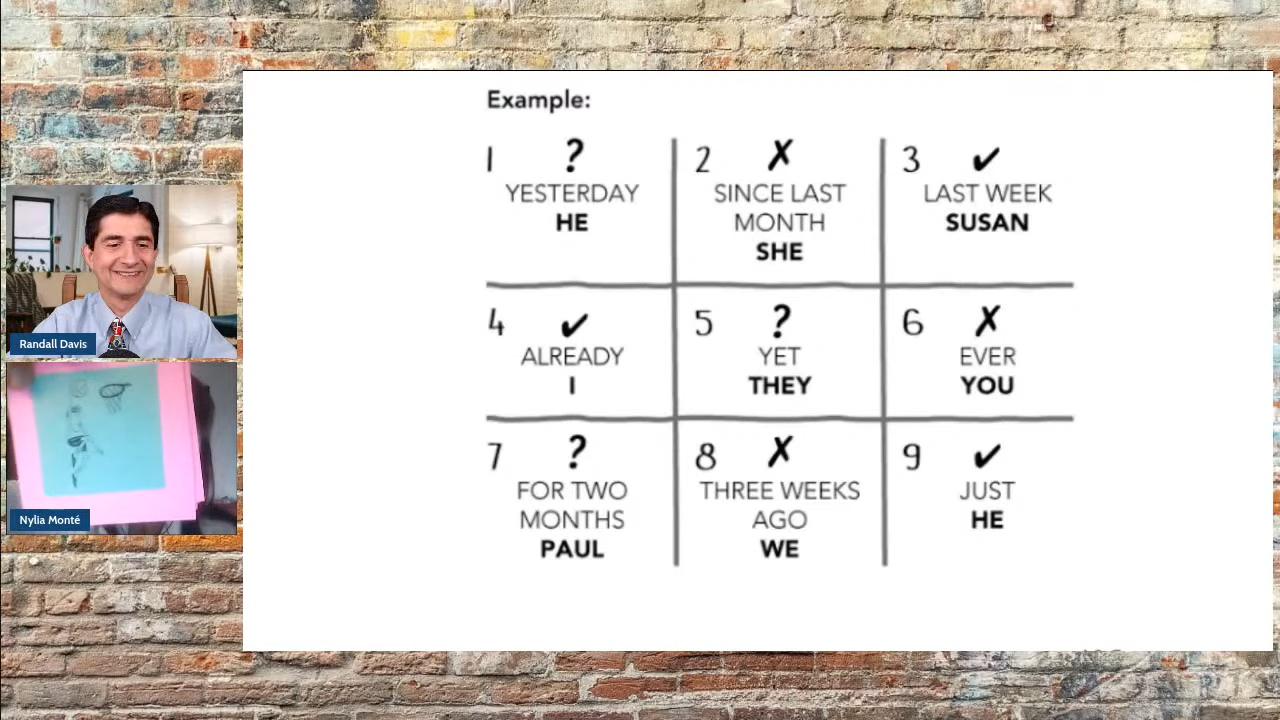 Example:
1 ? 2 ✗ 3 ✔
YESTERDAY SINCE LAST LAST WEEK
HE MONTH SUSAN
SHE
4 ✔ 5 ? 6 ✗
ALREADY YET EVER
I THEY YOU
7 ? 8 ✗ 9 ✔
FOR TWO THREE WEEKS JUST
MONTHS AGO HE
PAUL WE
Randall Davis
Nylia Monté